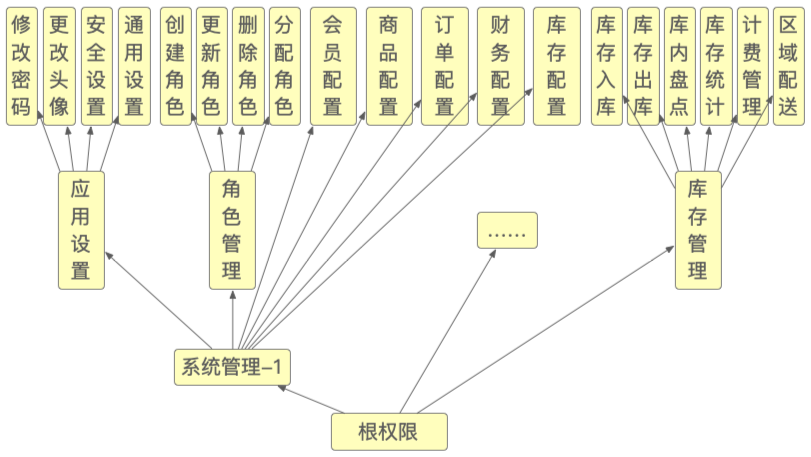 修改密码
更改头像
安全设置
通用设置
创建角色
更新角色
删除角色
分配角色
会员配置
商品配置
订单配置
财务配置
库存配置
库存入库
库存出库
库内盘点
库存统计
计费管理
区域配送
应用设置
角色管理
……
库存管理
系统管理-1
根权限